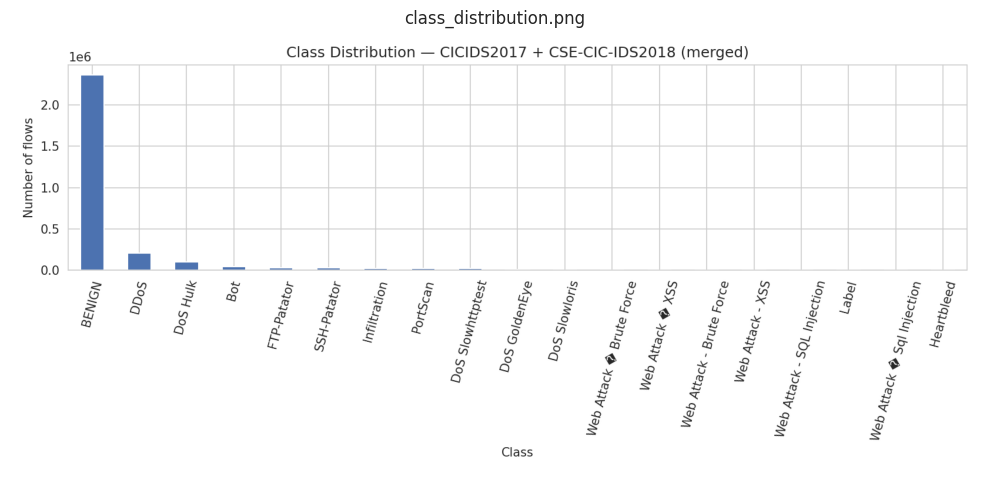 class_distribution.png
Class Distribution — CICIDS2017 + CSE-CIC-IDS2018 (merged)
1e6
2.0
1.5
1.0
0.5
0.0
Number of flows
BENIGN
DDoS
DoS Hulk
Bot
FTP-Patator
SSH-Patator
Infiltration
PortScan
DoS Slowhttptest
DoS GoldenEye
DoS Slowloris
Web Attack � Brute Force
Web Attack � XSS
Web Attack - Brute Force
Web Attack - XSS
Web Attack - SQL Injection
Label
Web Attack � Sql Injection
Heartbleed
Class